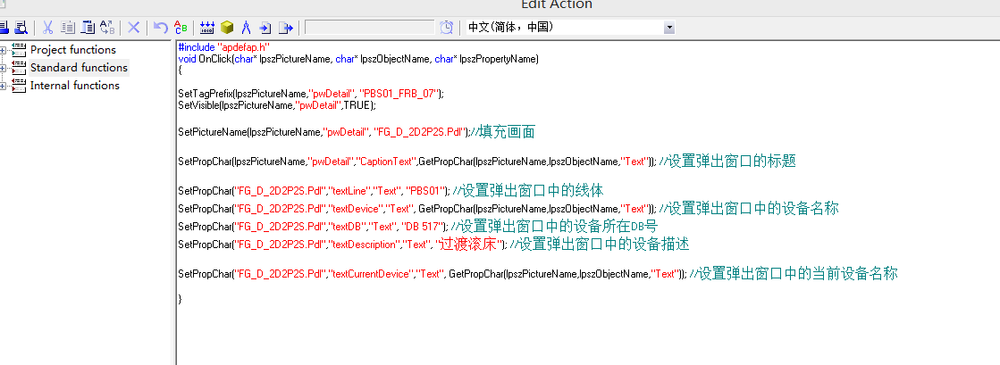 Edit Action
中文(简体，中国)
Project functions
Standard functions
Internal functions
#include "apdefap.h"
void OnClick(char* lpszPictureName, char* lpszObjectName, char* lpszPropertyName)
{
SetTagPrefix(lpszPictureName,"pwDetail", "PBS01_FRB_07");
SetVisible(lpszPictureName,"pwDetail",TRUE);
SetPictureName(lpszPictureName,"pwDetail", "FG_D_2D2P2S.Pdl");//填充画面
SetPropChar(lpszPictureName,"pwDetail","CaptionText",GetPropChar(lpszPictureName,lpszObjectName,"Text")); //设置弹出窗口的标题
SetPropChar("FG_D_2D2P2S.Pdl","textLine","Text", "PBS01"); //设置弹出窗口中的线体
SetPropChar("FG_D_2D2P2S.Pdl","textDevice","Text", GetPropChar(lpszPictureName,lpszObjectName,"Text")); //设置弹出窗口中的设备名称
SetPropChar("FG_D_2D2P2S.Pdl","textDB","Text", "DB 517"); //设置弹出窗口中的设备所在DB号
SetPropChar("FG_D_2D2P2S.Pdl","textDescription","Text", "过渡滚床"); //设置弹出窗口中的设备描述
SetPropChar("FG_D_2D2P2S.Pdl","textCurrentDevice","Text", GetPropChar(lpszPictureName,lpszObjectName,"Text")); //设置弹出窗口中的当前设备名称
}